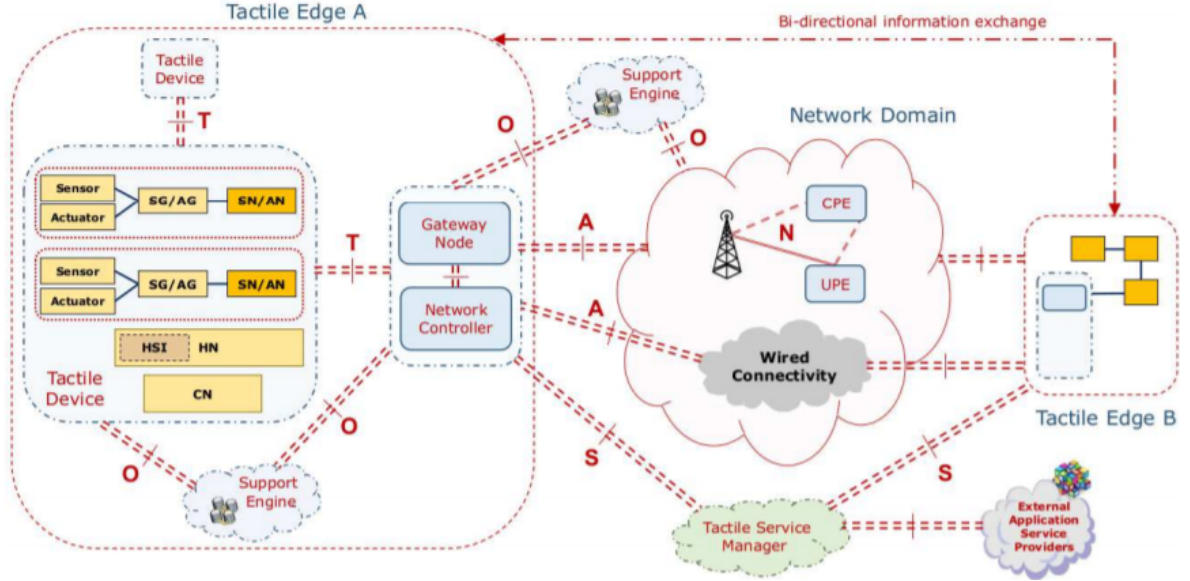 Tactile Edge A
Bi-directional information exchange
Tactile
Device
T
Support
Engine
O
O
Network Domain
Sensor
Actuator
SG/AG
SN/AN
Sensor
Actuator
SG/AG
SN/AN
HSI
HN
CN
Tactile
Device
T
Gateway
Node
Network
Controller
A
A
CPE
N
UPE
Wired
Connectivity
Tactile Edge B
O
O
Support
Engine
S
S
Tactile Service
Manager
External
Application
Service
Providers